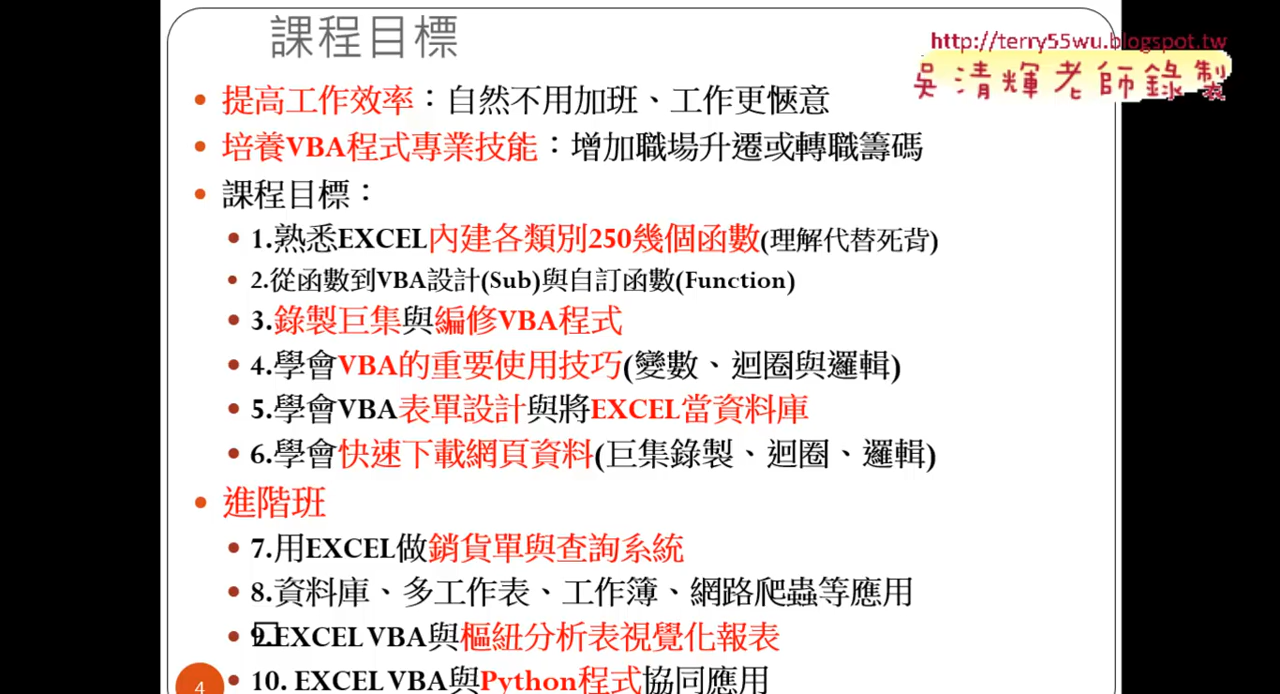 課程目標
http://terry55wu.blogspot.tw
吳清輝老師錄製
提高工作效率：自然不用加班、工作更愜意
培養VBA程式專業技能：增加職場升遷或轉職籌碼
課程目標：
1.熟悉EXCEL內建各類別250幾個函數(理解代替死背)
2.從函數到VBA設計(Sub)與自訂函數(Function)
3.錄製巨集與編修VBA程式
4.學會VBA的重要使用技巧(變數、迴圈與邏輯)
5.學會VBA表單設計與將EXCEL當資料庫
6.學會快速下載網頁資料(巨集錄製、迴圈、邏輯)
進階班
7.用EXCEL做銷貨單與查詢系統
8.資料庫、多工作表、工作簿、網路爬蟲等應用
9.EXCEL VBA與樞紐分析表視覺化報表
10. EXCEL VBA與Python程式協同應用
4